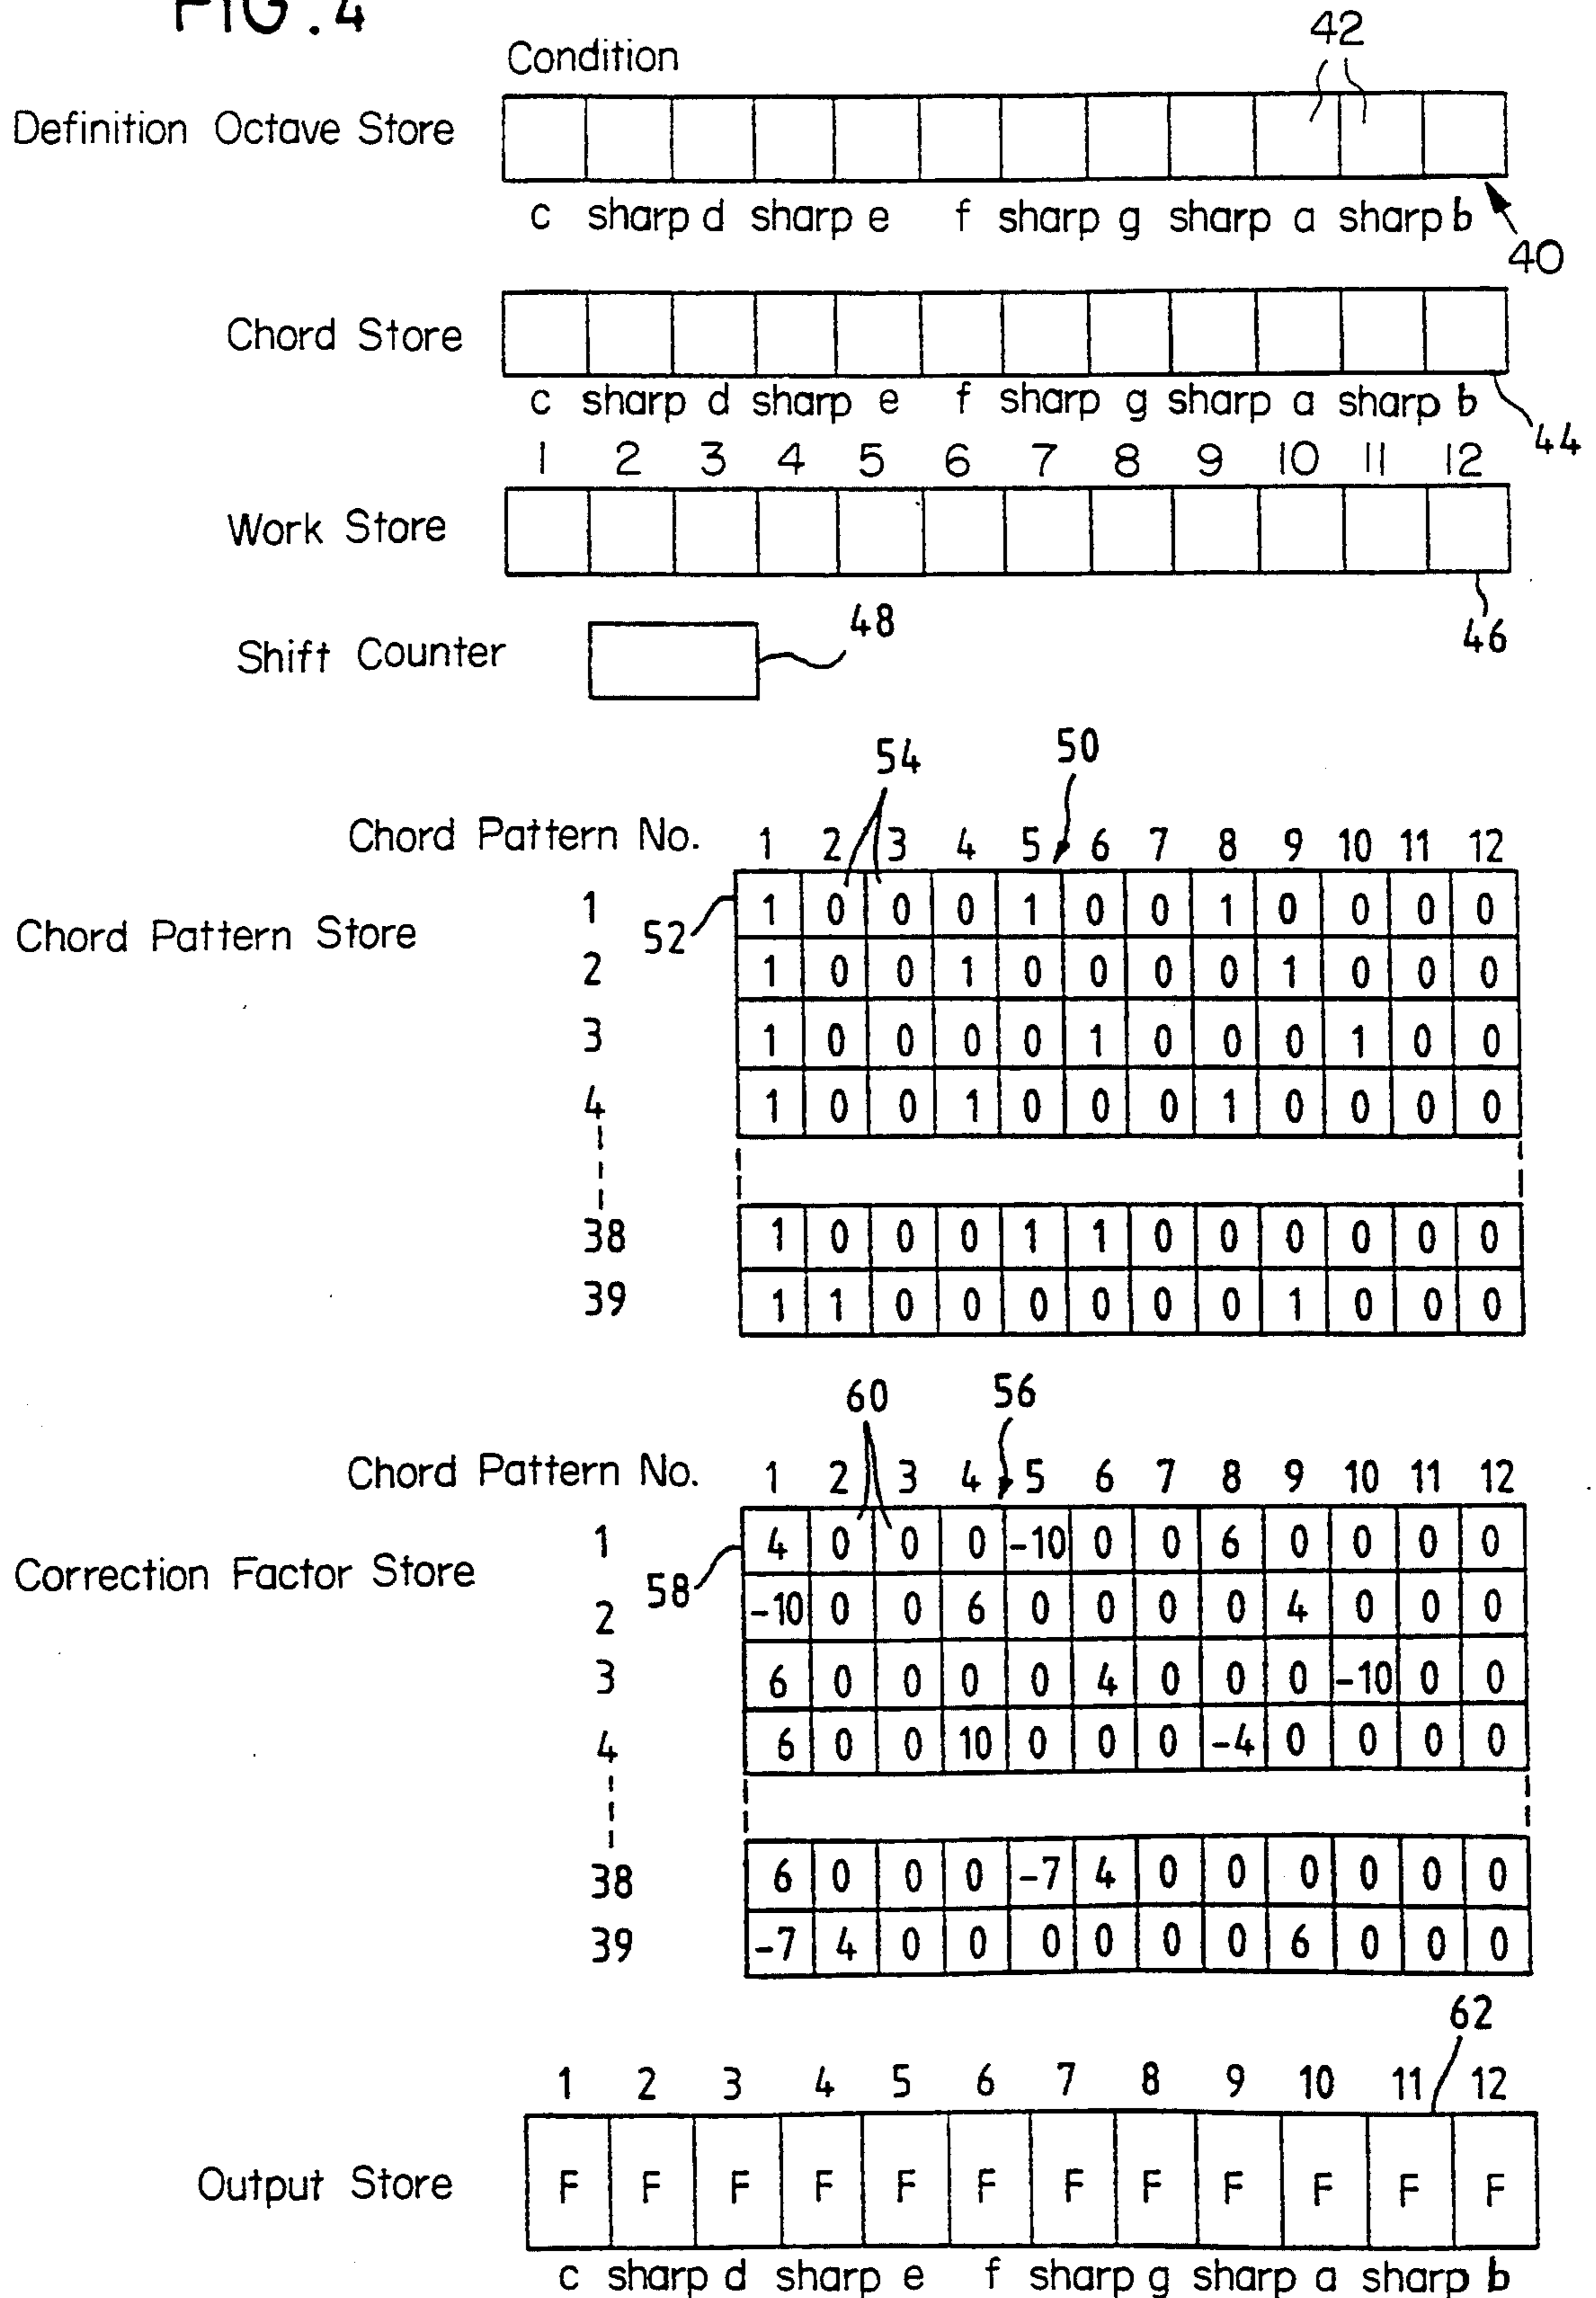 FIG. 4
Condition
42
Definition Octave Store
c sharp d sharp e f sharp g sharp a sharp b
40
Chord Store
c sharp d sharp e f sharp g sharp a sharp b
44
1 2 3 4 5 6 7 8 9 10 11 12
Work Store
46
Shift Counter
48
54 50
Chord Pattern No. 1 2 3 4 5 6 7 8 9 10 11 12
Chord Pattern Store
52
1 1 0 0 0 1 0 0 1 0 0 0 0
2 1 0 0 1 0 0 0 0 1 0 0 0
3 1 0 0 0 0 1 0 0 0 1 0 0
4 1 0 0 1 0 0 0 1 0 0 0 0
38 1 0 0 0 1 1 0 0 0 0 0 0
39 1 1 0 0 0 0 0 0 1 0 0 0
60 56
Chord Pattern No. 1 2 3 4 5 6 7 8 9 10 11 12
Correction Factor Store
58
1 4 0 0 0 -10 0 0 6 0 0 0 0
2 -10 0 0 6 0 0 0 0 4 0 0 0
3 6 0 0 0 0 4 0 0 0 -10 0 0
4 6 0 0 10 0 0 0 -4 0 0 0 0
38 6 0 0 0 -7 4 0 0 0 0 0 0
39 -7 4 0 0 0 0 0 0 6 0 0 0
62
1 2 3 4 5 6 7 8 9 10 11 12
Output Store F F F F F F F F F F F F
c sharp d sharp e f sharp g sharp a sharp b